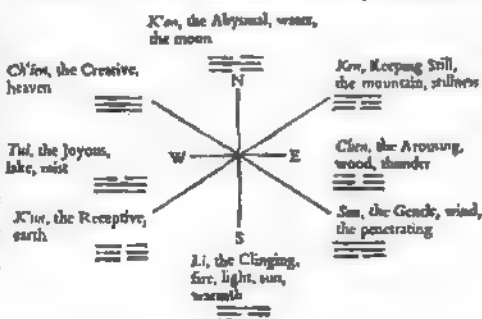 K'an, the Abysmal, water,
the moon
N
Ch'ien, the Creative,
heaven
Ken, Keeping Still,
the mountain, stillness
Tui, the Joyous,
lake, mist
W
E
Chen, the Arousing,
wood, thunder
K'un, the Receptive,
earth
Sun, the Gentle, wind,
the penetrating
S
Li, the Clinging,
fire, light, sun,
warmth